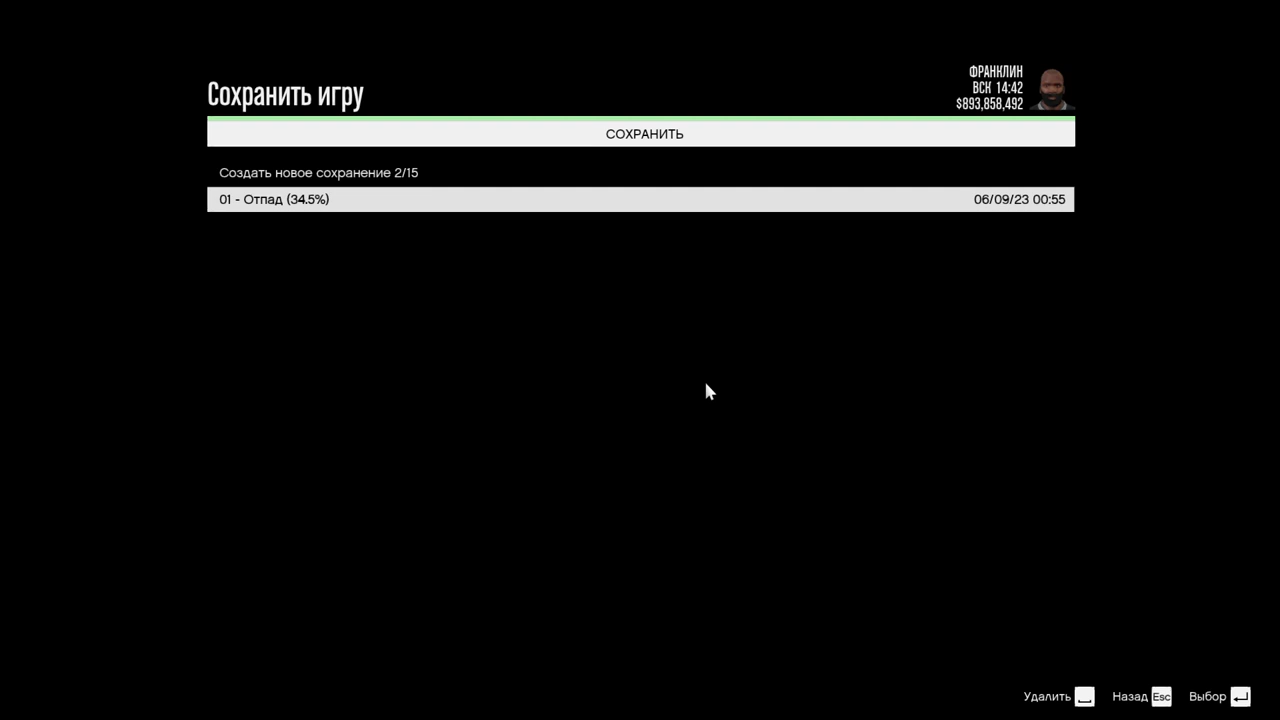 Сохранить игру
ФРАНКЛИН
ВСК 14:42
$893,858,492
СОХРАНИТЬ
Создать новое сохранение 2/15
01 - Отпад (34.5%) 06/09/23 00:55
Удалить Назад Esc Выбор